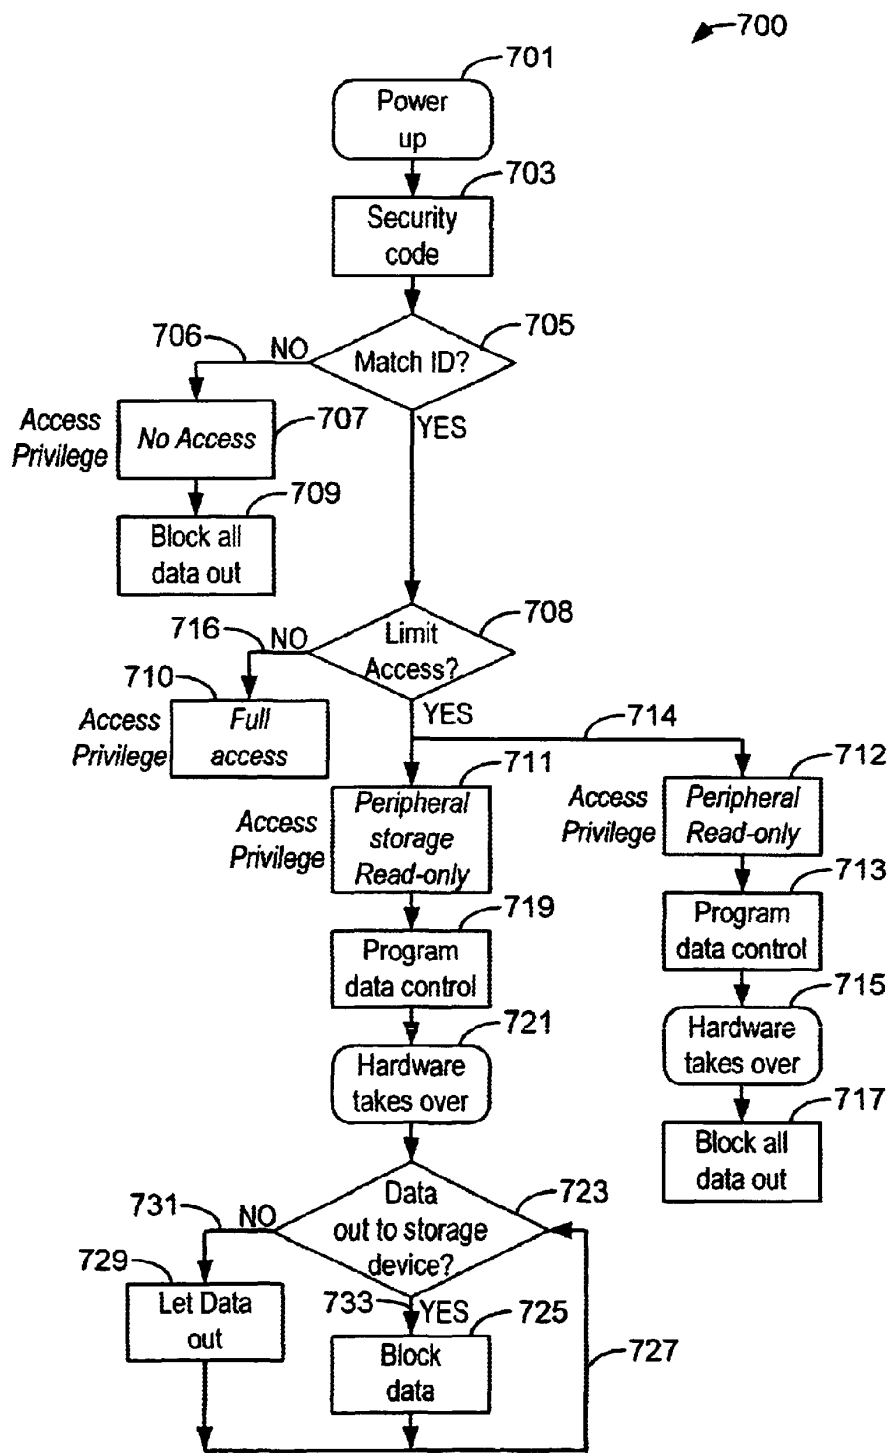 700
701
Power
up
703
Security
code
705
706
NO
Match ID?
YES
Access
Privilege
No Access
707
709
Block all
data out
708
716
NO
Limit
Access?
YES
710
Access
Privilege
Full
access
714
711
Access
Privilege
Peripheral
storage
Read-only
712
Access
Privilege
Peripheral
Read-only
719
Program
data control
713
Program
data control
721
Hardware
takes over
715
Hardware
takes over
717
Block all
data out
723
Data
out to storage
device?
731
NO
729
Let Data
out
733
YES
725
Block
data
727